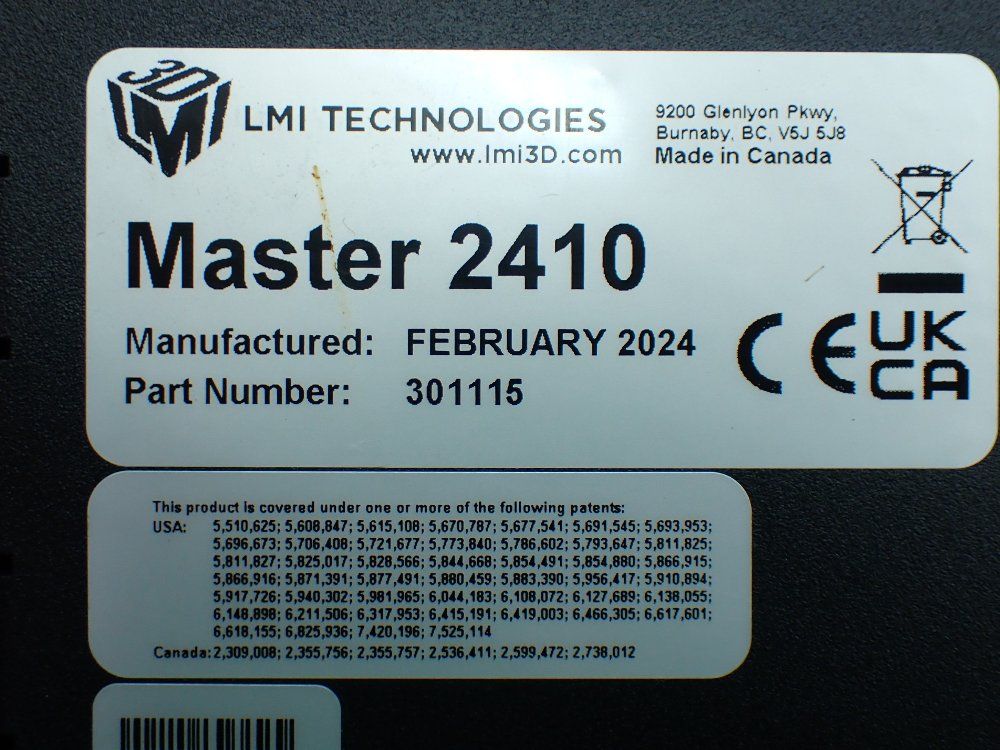 3D
LMI
LMI TECHNOLOGIES
www.lmi3D.com
9200 Glenlyon Pkwy,
Burnaby, BC, V5J 5J8
Made in Canada
Master 2410
Manufactured: FEBRUARY 2024
Part Number: 301115
CE
UK
CA
This product is covered under one or more of the following patents:
USA: 5,510,625; 5,608,847; 5,615,108; 5,670,787; 5,677,541; 5,691,545; 5,693,953;
5,696,673; 5,706,408; 5,721,677; 5,773,840; 5,786,602; 5,793,647; 5,811,825;
5,811,827; 5,825,017; 5,828,566; 5,844,668; 5,854,491; 5,854,880; 5,866,915;
5,866,916; 5,871,391; 5,877,491; 5,880,459; 5,883,390; 5,956,417; 5,910,894;
5,917,726; 5,940,302; 5,981,965; 6,044,183; 6,108,072; 6,127,689; 6,138,055;
6,148,898; 6,211,506; 6,317,953; 6,415,191; 6,419,003; 6,466,305; 6,617,601;
6,618,155; 6,825,936; 7,420,196; 7,525,114
Canada: 2,309,008; 2,355,756; 2,355,757; 2,536,411; 2,599,472; 2,738,012